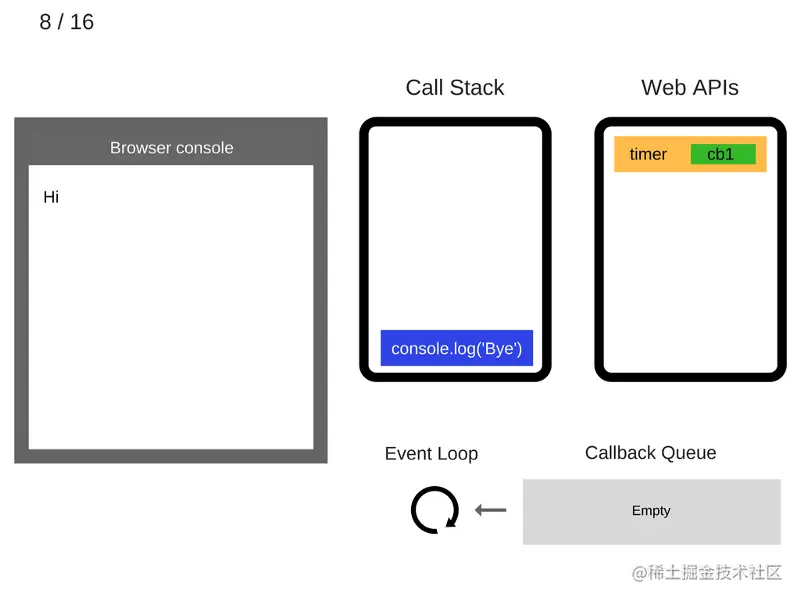 8 / 16
Call Stack
Web APIs
Browser console
timer cb1
Hi
console.log('Bye')
Event Loop
Callback Queue
Empty
@稀土掘金技术社区